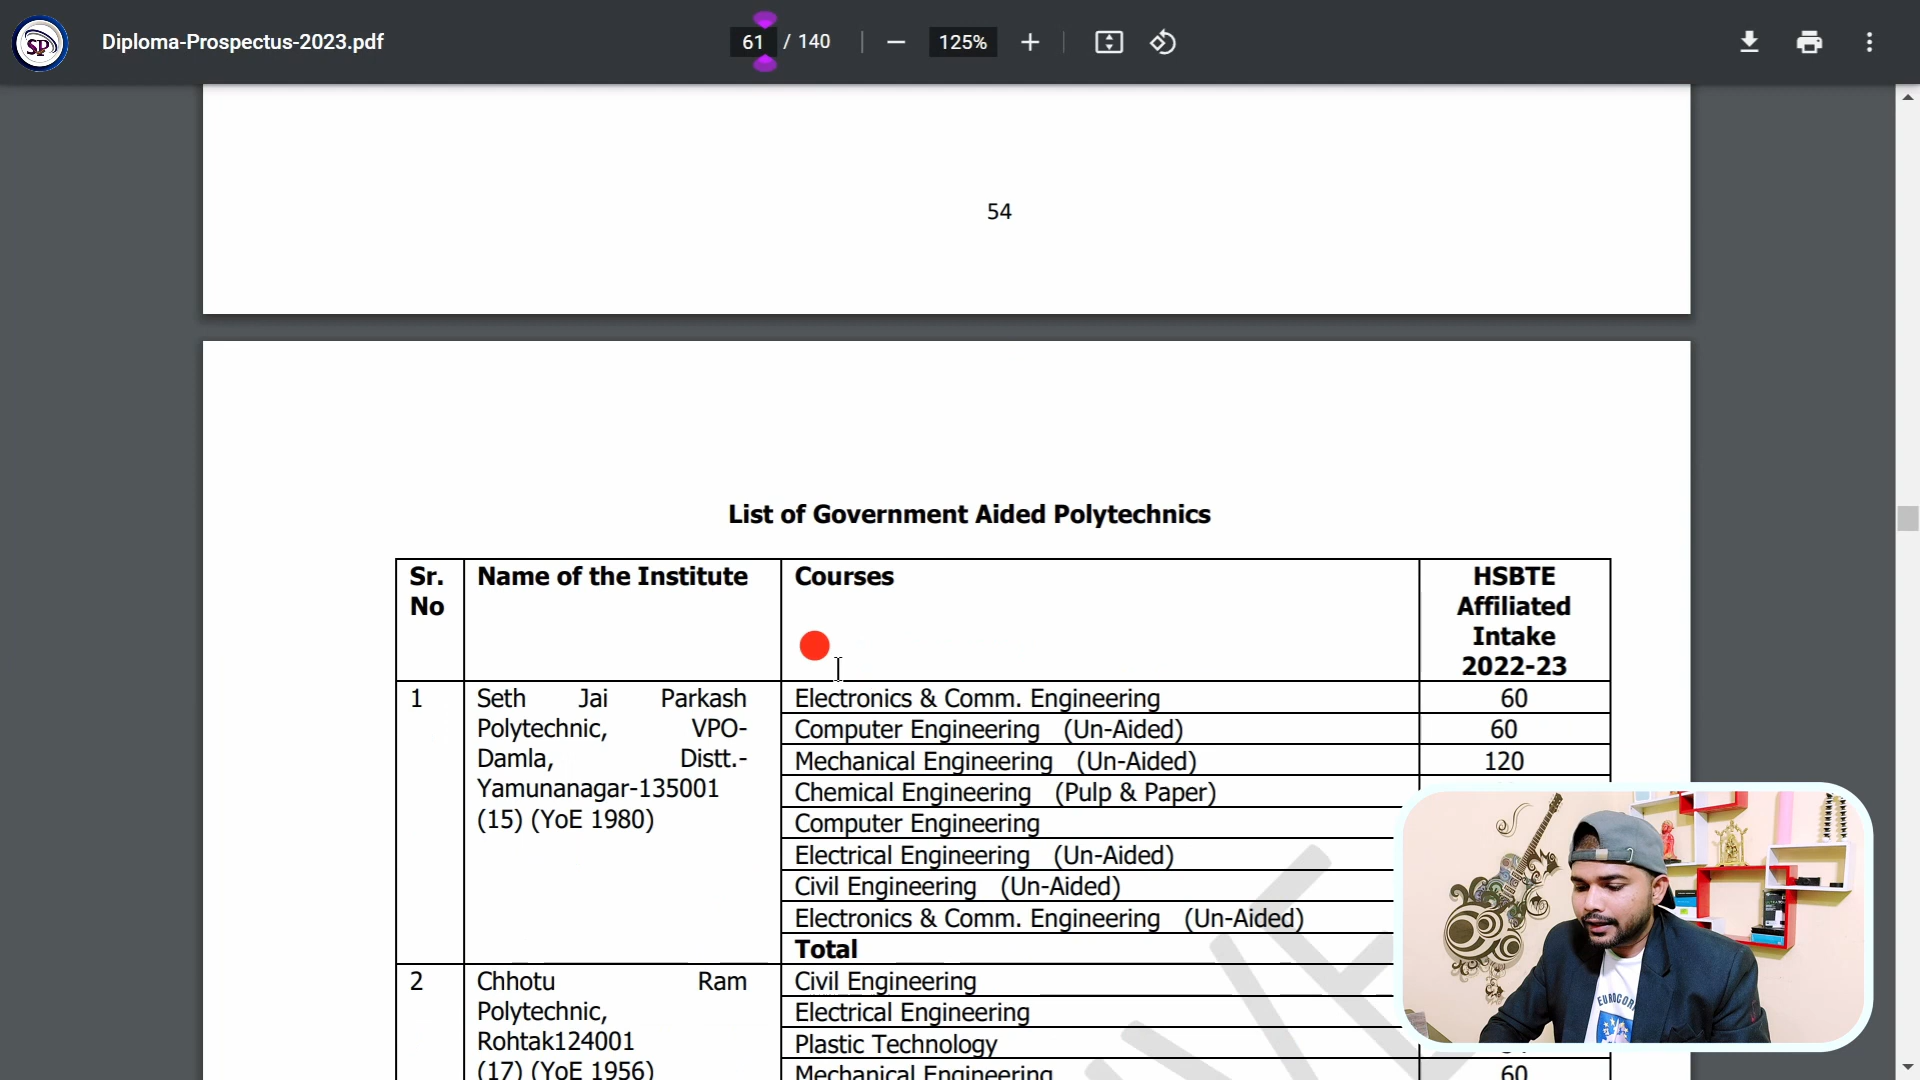 SP
Diploma-Prospectus-2023.pdf
61 / 140
125%
54
List of Government Aided Polytechnics
Sr. No
Name of the Institute
Courses
HSBTE Affiliated Intake 2022-23
1
Seth Jai Parkash
Polytechnic, VPO-
Damla, Distt.-
Yamunanagar-135001
(15) (YoE 1980)
Electronics & Comm. Engineering 60
Computer Engineering (Un-Aided) 60
Mechanical Engineering (Un-Aided) 120
Chemical Engineering (Pulp & Paper)
Computer Engineering
Electrical Engineering (Un-Aided)
Civil Engineering (Un-Aided)
Electronics & Comm. Engineering (Un-Aided)
Total
2
Chhotu Ram
Polytechnic,
Rohtak124001
(17) (YoE 1956)
Civil Engineering
Electrical Engineering
Plastic Technology
Mechanical Engineering 60